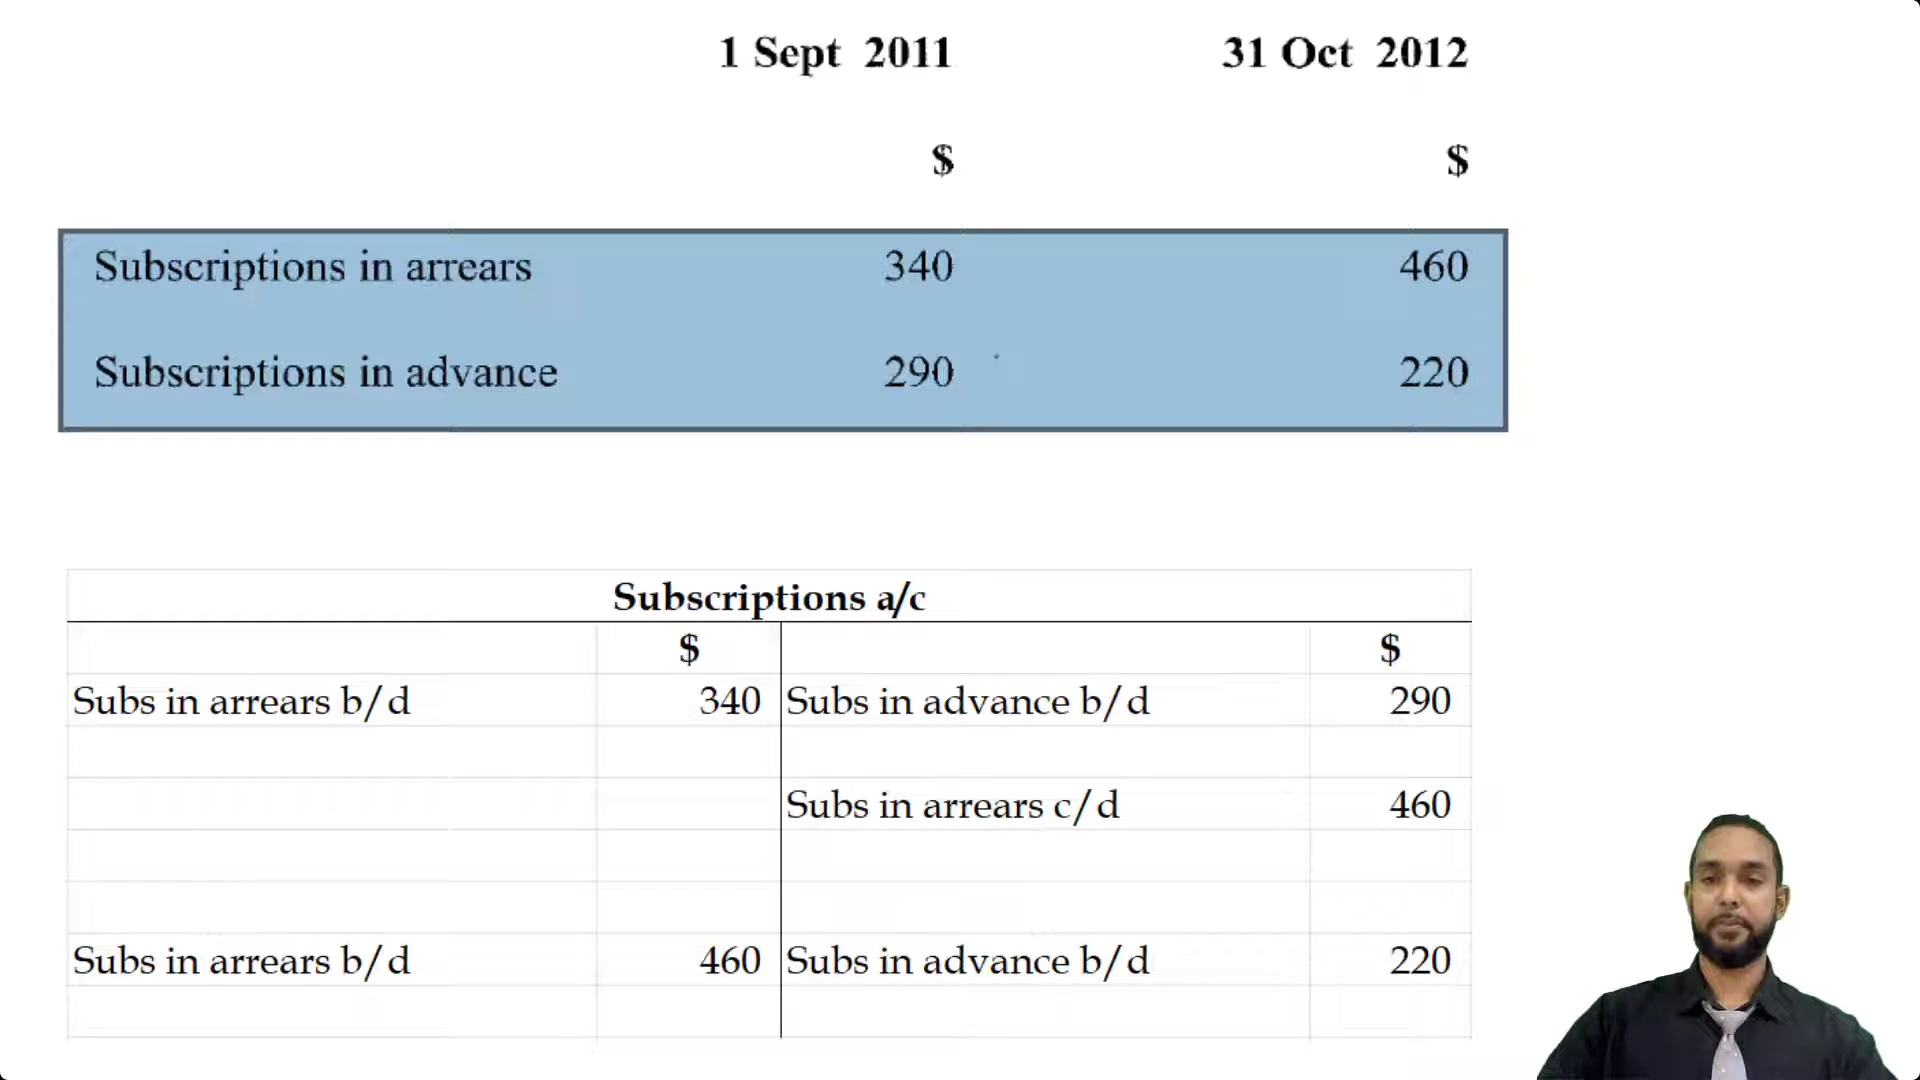 1 Sept 2011 31 Oct 2012
$ $
Subscriptions in arrears 340 460
Subscriptions in advance 290 220
Subscriptions a/c
$ $
Subs in arrears b/d 340 Subs in advance b/d 290
Subs in arrears c/d 460
Subs in arrears b/d 460 Subs in advance b/d 220